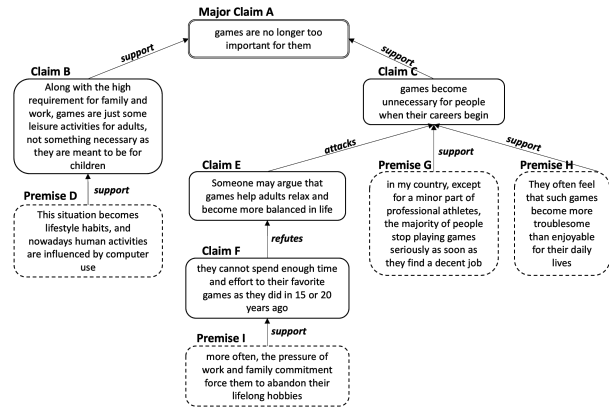 Major Claim A
games are no longer too
important for them
support
support
Claim B
Along with the high
requirement for family and
work, games are just some
leisure activities for adults,
not something necessary as
they are meant to be for
children
Claim C
games become
unnecessary for people
when their careers begin
attacks
support
support
support
Premise D
This situation becomes
lifestyle habits, and
nowadays human activities
are influenced by computer
use
Claim E
Someone may argue that
games help adults relax and
become more balanced in life
Premise G
in my country, except
for a minor part of
professional athletes,
the majority of people
stop playing games
seriously as soon as
they find a decent job
Premise H
They often feel
that such games
become more
troublesome
than enjoyable
for their daily
lives
refutes
Claim F
they cannot spend enough time
and effort to their favorite
games as they did in 15 or 20
years ago
support
Premise I
more often, the pressure of
work and family commitment
force them to abandon their
lifelong hobbies